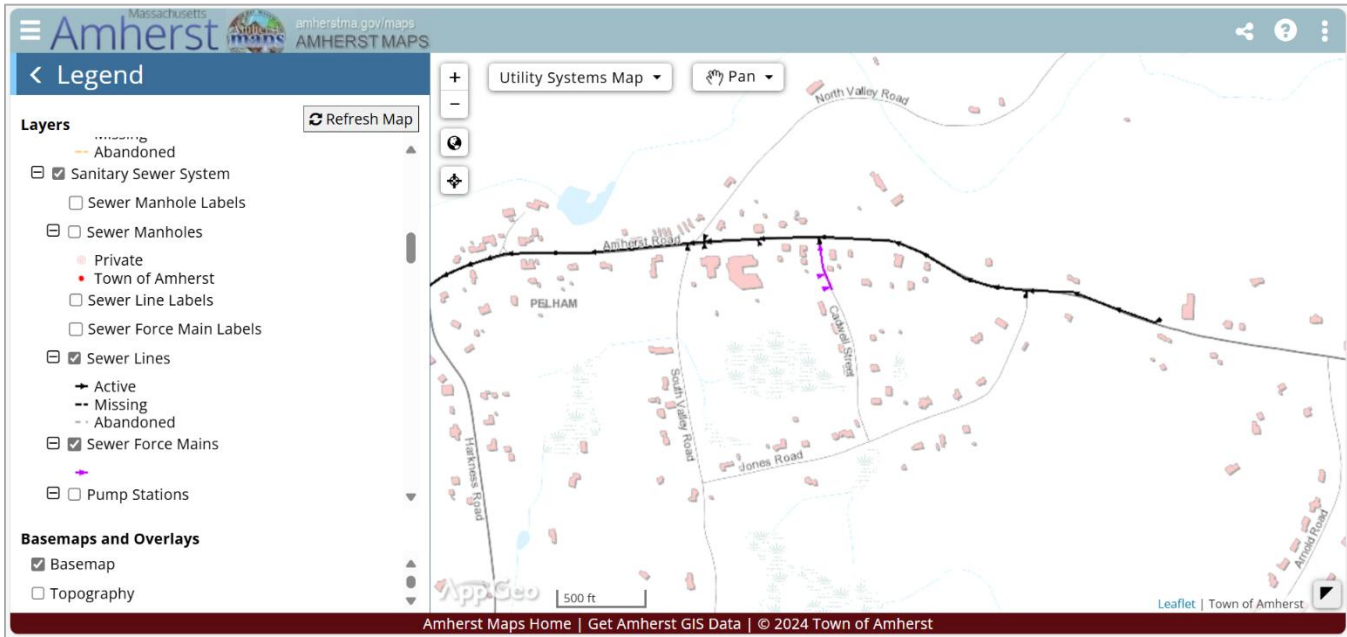 Massachusetts
Amherst maps
amherstma.gov/maps
AMHERST MAPS
Legend
Layers
Refresh Map
Missing
Abandoned
Sanitary Sewer System
Sewer Manhole Labels
Sewer Manholes
Private
Town of Amherst
Sewer Line Labels
Sewer Force Main Labels
Sewer Lines
Active
Missing
Abandoned
Sewer Force Mains
Pump Stations
Basemaps and Overlays
Basemap
Topography
+
−
Utility Systems Map
Pan
North Valley Road
Amherst Road
PELHAM
Cadwell Street
South Valley Road
Harkness Road
Jones Road
Arnold Road
AppGeo
500 ft
Leaflet | Town of Amherst
Amherst Maps Home | Get Amherst GIS Data | © 2024 Town of Amherst